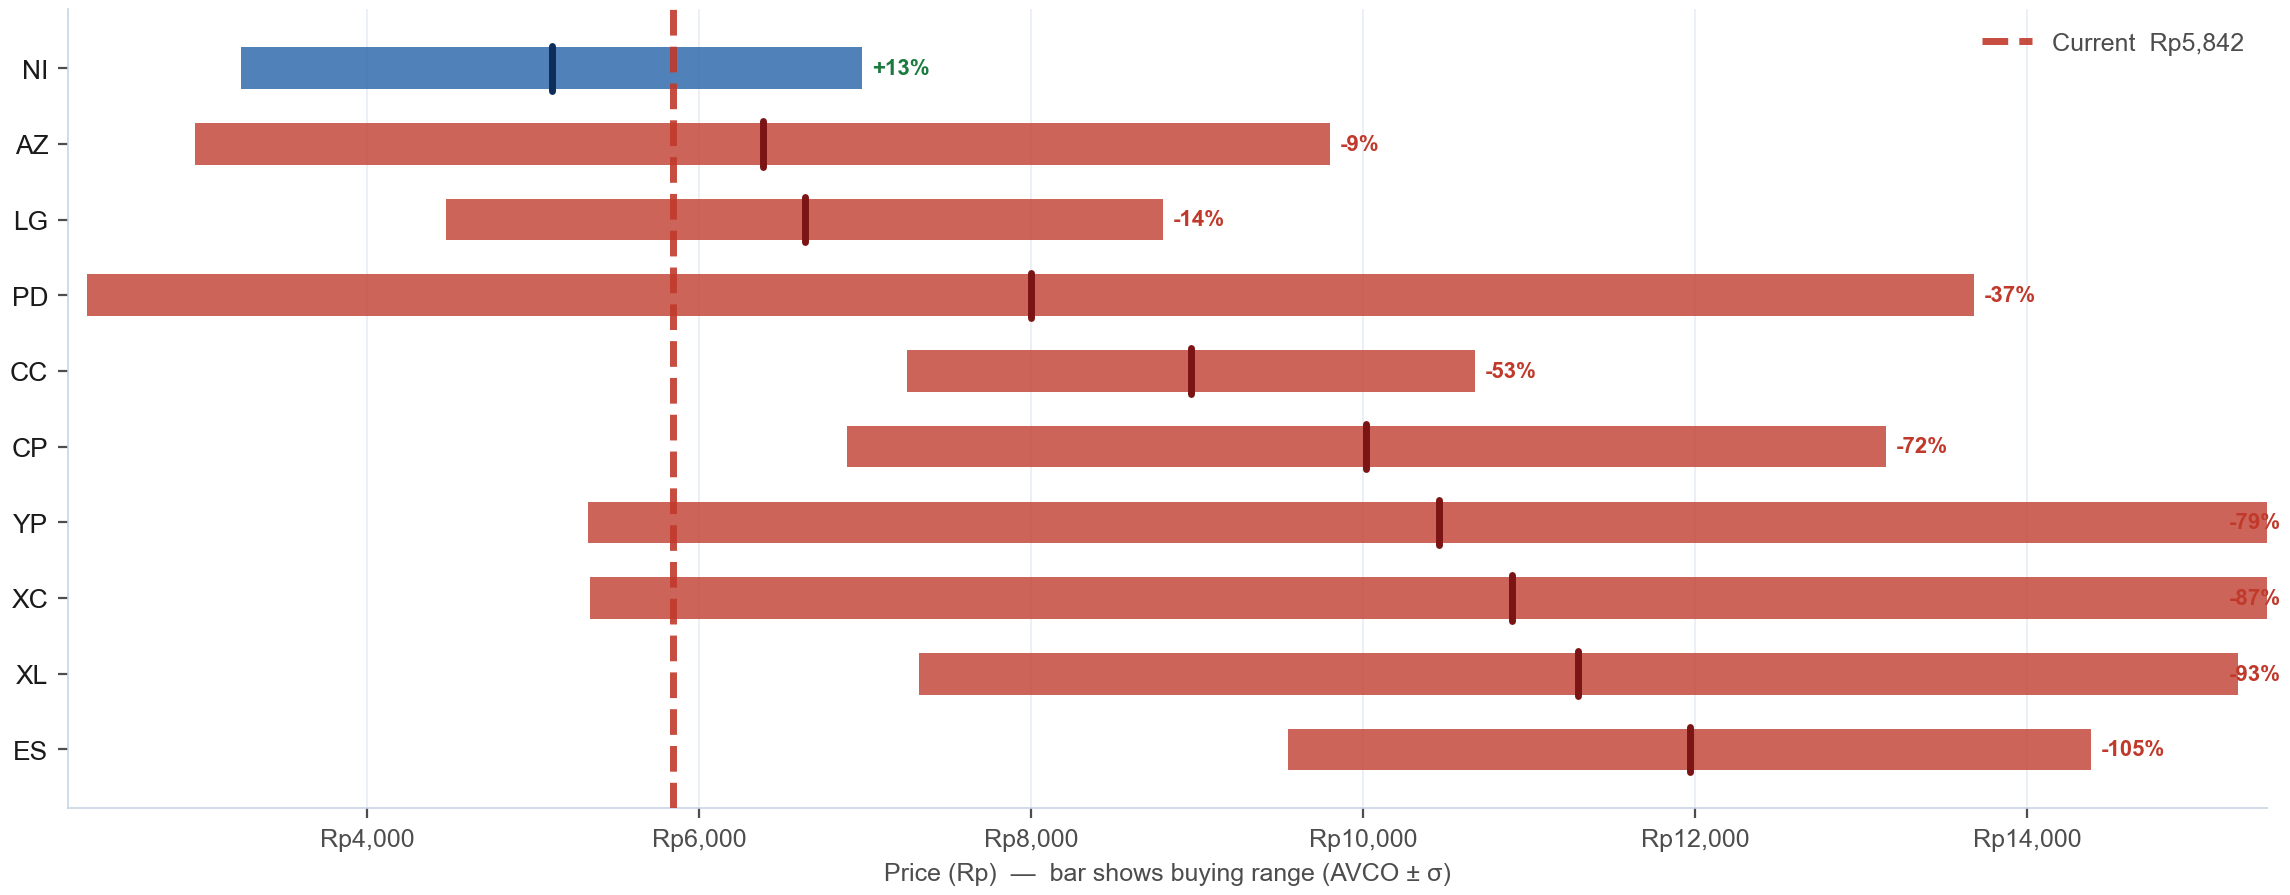 Current Rp5,842
NI +13%
AZ -9%
LG -14%
PD -37%
CC -53%
CP -72%
YP -79%
XC -87%
XL -93%
ES -105%
Rp4,000 Rp6,000 Rp8,000 Rp10,000 Rp12,000 Rp14,000
Price (Rp) — bar shows buying range (AVCO ± σ)